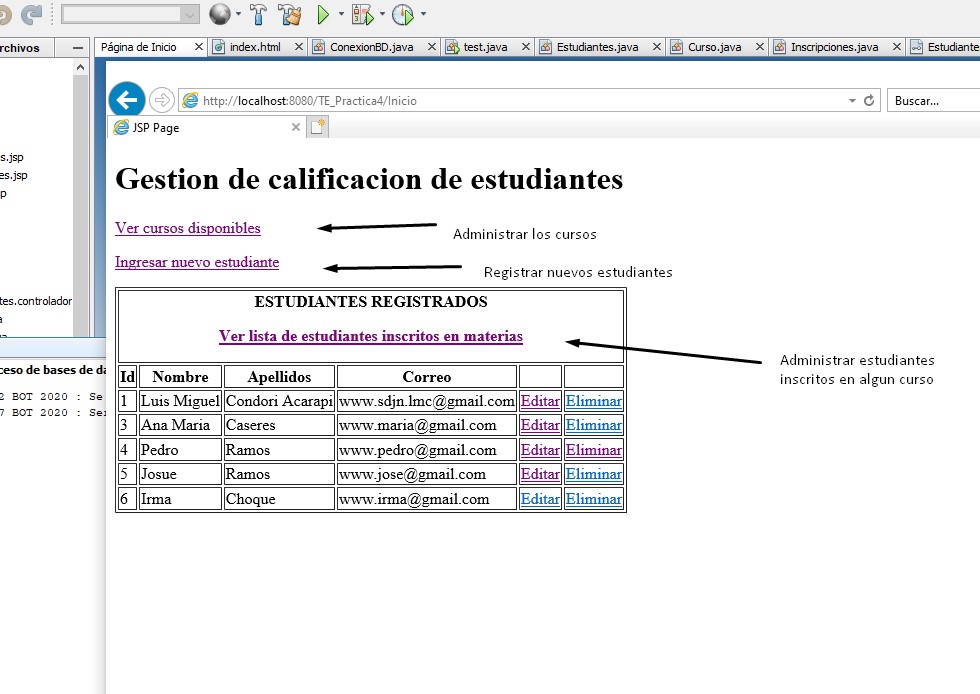 rchivos
Página de Inicio
index.html
ConexionBD.java
test.java
Estudiantes.java
Curso.java
Inscripciones.java
Estudiante
http://localhost:8080/TE_Practica4/Inicio
Buscar...
JSP Page
s.jsp
es.jsp
p
tes.controlador
a
ceso de bases de da
2 BOT 2020 : Se
7 BOT 2020 : Se
Gestion de calificacion de estudiantes
Ver cursos disponibles
Administrar los cursos
Ingresar nuevo estudiante
Registrar nuevos estudiantes
ESTUDIANTES REGISTRADOS
Ver lista de estudiantes inscritos en materias
Administrar estudiantes
inscritos en algun curso
Id Nombre Apellidos Correo
1 Luis Miguel Condori Acarapi www.sdjn.lmc@gmail.com Editar Eliminar
3 Ana Maria Caseres www.maria@gmail.com Editar Eliminar
4 Pedro Ramos www.pedro@gmail.com Editar Eliminar
5 Josue Ramos www.jose@gmail.com Editar Eliminar
6 Irma Choque www.irma@gmail.com Editar Eliminar